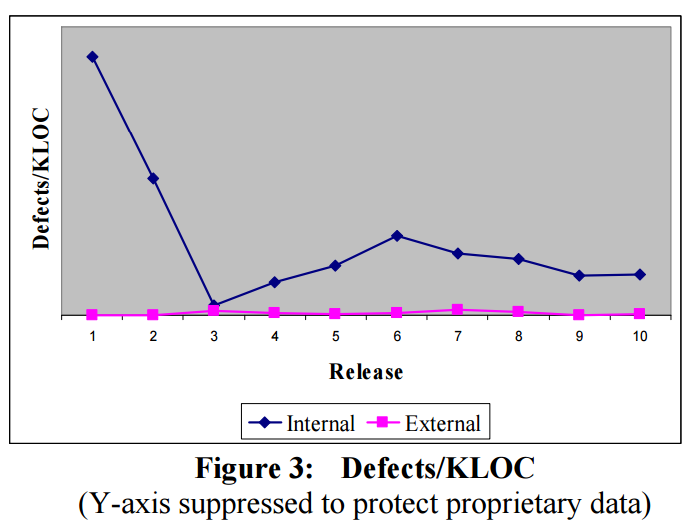 Defects/KLOC
1 2 3 4 5 6 7 8 9 10
Release
Internal External
Figure 3: Defects/KLOC
(Y-axis suppressed to protect proprietary data)